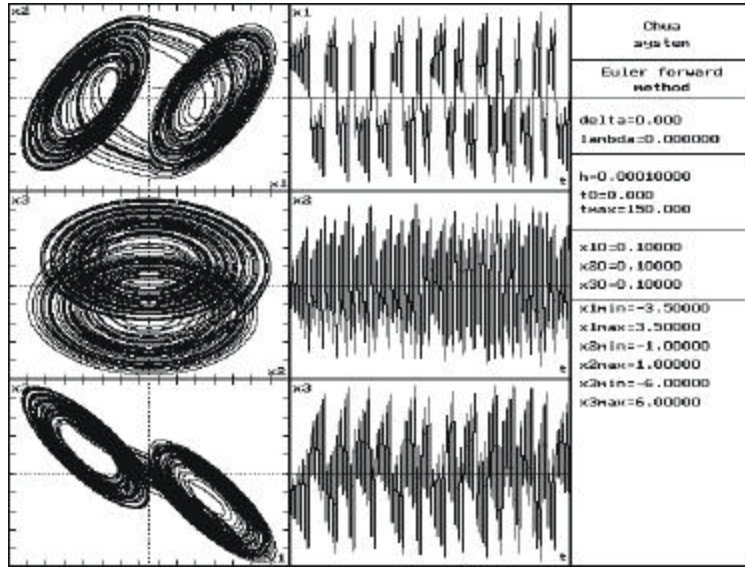 x2
x1
x1
t
Chua
system
Euler forward
method
delta=0.000
lambda=0.000000
h=0.00010000
t0=0.000
tmax=150.000
x10=0.10000
x20=0.10000
x30=0.10000
x1min=-3.50000
x1max=3.50000
x2min=-1.00000
x2max=1.00000
x3min=-6.00000
x3max=6.00000
x3
x2
x2
t
x3
t